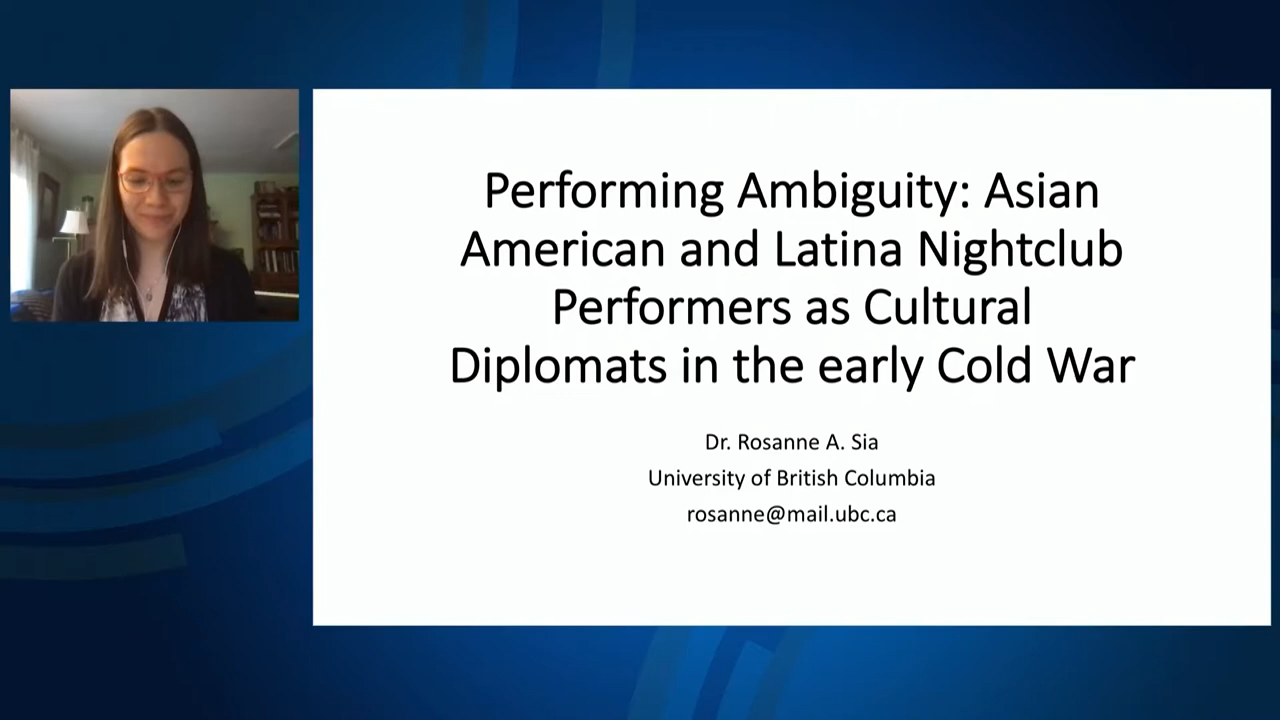 Performing Ambiguity: Asian
American and Latina Nightclub
Performers as Cultural
Diplomats in the early Cold War
Dr. Rosanne A. Sia
University of British Columbia
rosanne@mail.ubc.ca